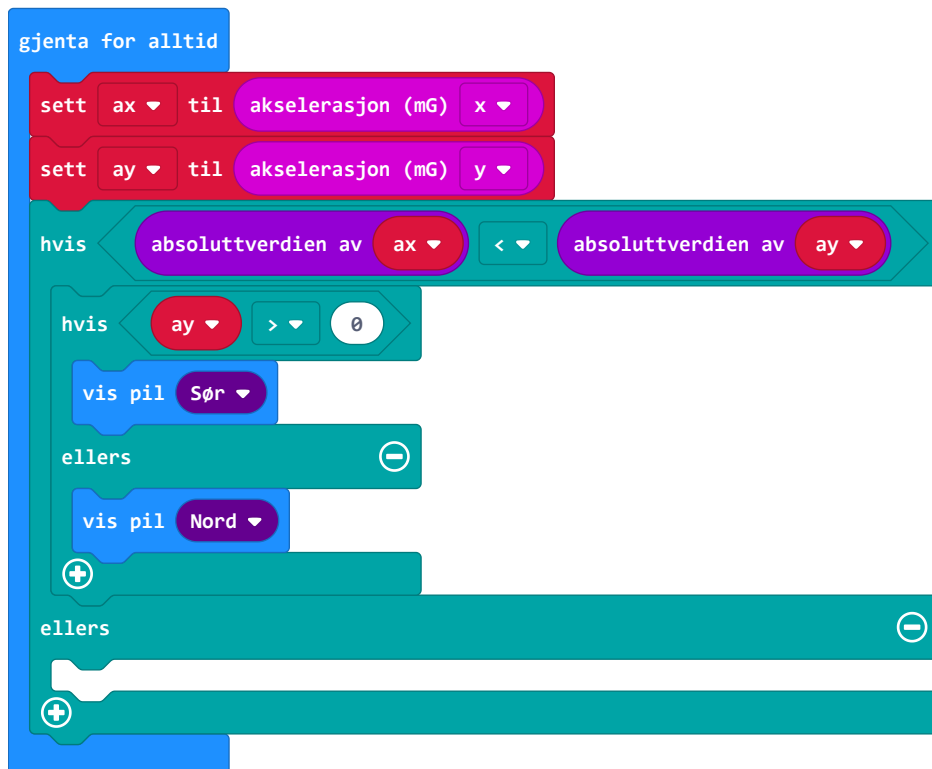 gjenta for alltid
sett ax til akselerasjon (mG) x
sett ay til akselerasjon (mG) y
hvis absoluttverdien av ax < absoluttverdien av ay
hvis ay > 0
vis pil Sør
ellers
vis pil Nord
ellers